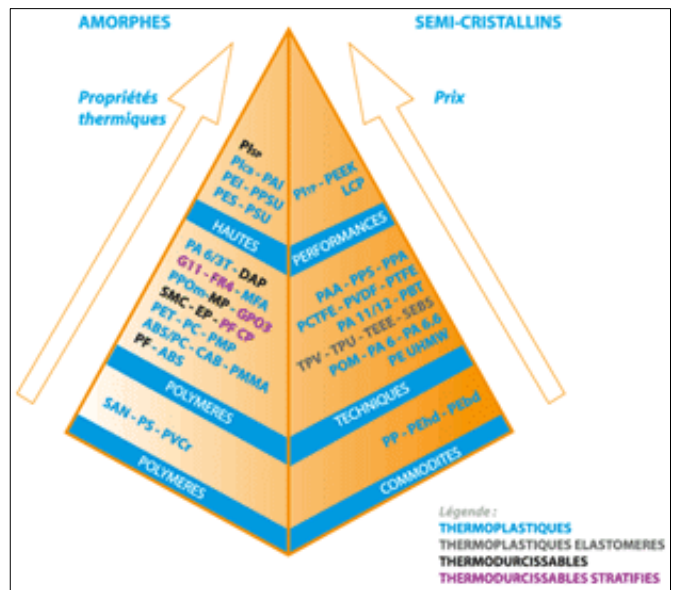 AMORPHES
SEMI-CRISTALLINS
Propriétés
thermiques
Prix
PISP
PICB - PAI
PEI - PPSU
PES - PSU
PITP - PEEK
LCP
HAUTES
PERFORMANCES
PA 6/3T - DAP
G11 - FR4 - MFA
PPOm - MP - GPO3
SMC - EP - PF CP
PET - PC - PMP
ABS/PC - CAB - PMMA
PF - ABS
PAA - PPS - PPA
PCTFE - PVDF - PTFE
PA 11/12 - PBT
TPV - TPU - TEEE - SEBS
POM - PA 6 - PA 6.6
PE UHMW
POLYMERES
TECHNIQUES
SAN - PS - PVCr
PP - PEhd - PEbd
POLYMERES
COMMODITES
Légende :
THERMOPLASTIQUES
THERMOPLASTIQUES ELASTOMERES
THERMODURCISSABLES
THERMODURCISSABLES STRATIFIES